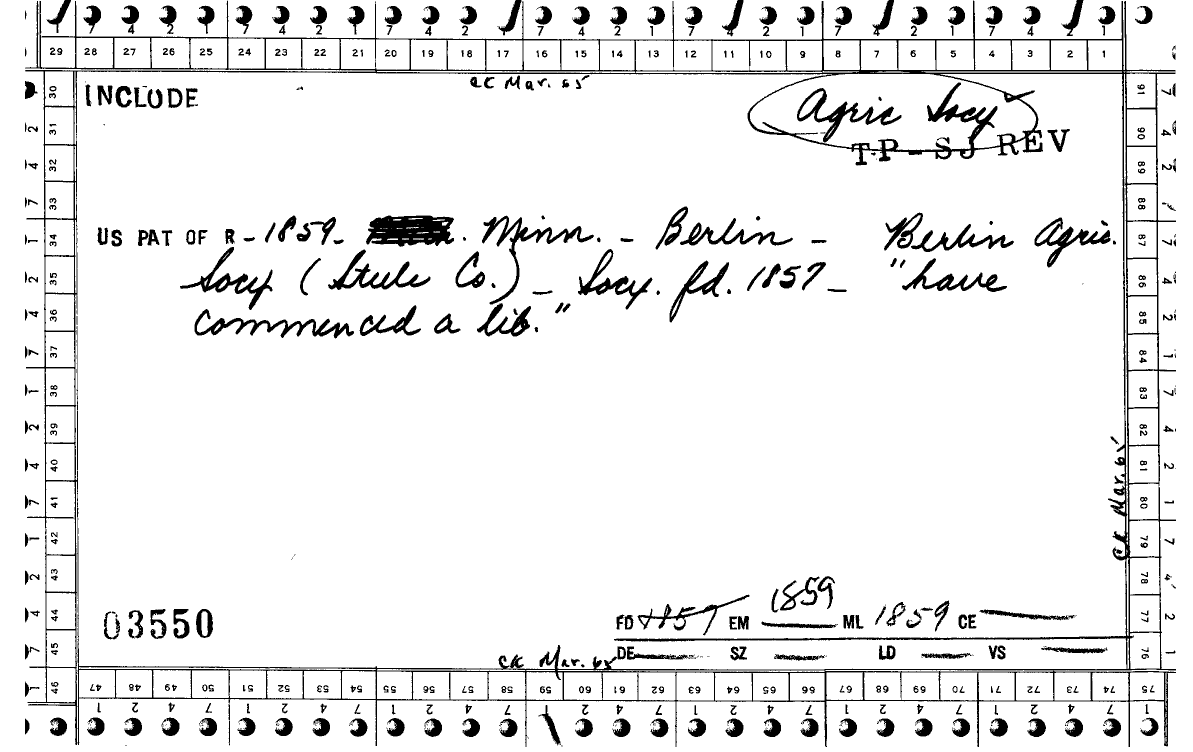 7 4 2 1 7 4 2 1 7 4 2 1 7 4 2 1 7 4 2 1 7 4 2 1
29 28 27 26 25 24 23 22 21 20 19 18 17 16 15 14 13 12 11 10 9 8 7 6 5 4 3 2 1
CK Mar. 65
INCLUDE
Agric Socy
TP-SJ REV
US PAT OF R - 1859 - Minn. - Berlin - Berlin Agric.
Socy (Steele Co.) - Socy. fd. 1857 - "have
commenced a lib."
30 31 32 33 34 35 36 37 38 39 40 41 42 43 44 45 46
91 90 89 88 87 86 85 84 83 82 81 80 79 78 77 76 75
CK Mar. 65
03550
FD 1857 EM 1859 ML 1859 CE
DE SZ LD VS
CK Mar. 65
47 48 49 50 51 52 53 54 55 56 57 58 59 60 61 62 63 64 65 66 67 68 69 70 71 72 73 74
1 2 4 7 1 2 4 7 1 2 4 7 1 2 4 7 1 2 4 7 1 2 4 7 1 2 4 7